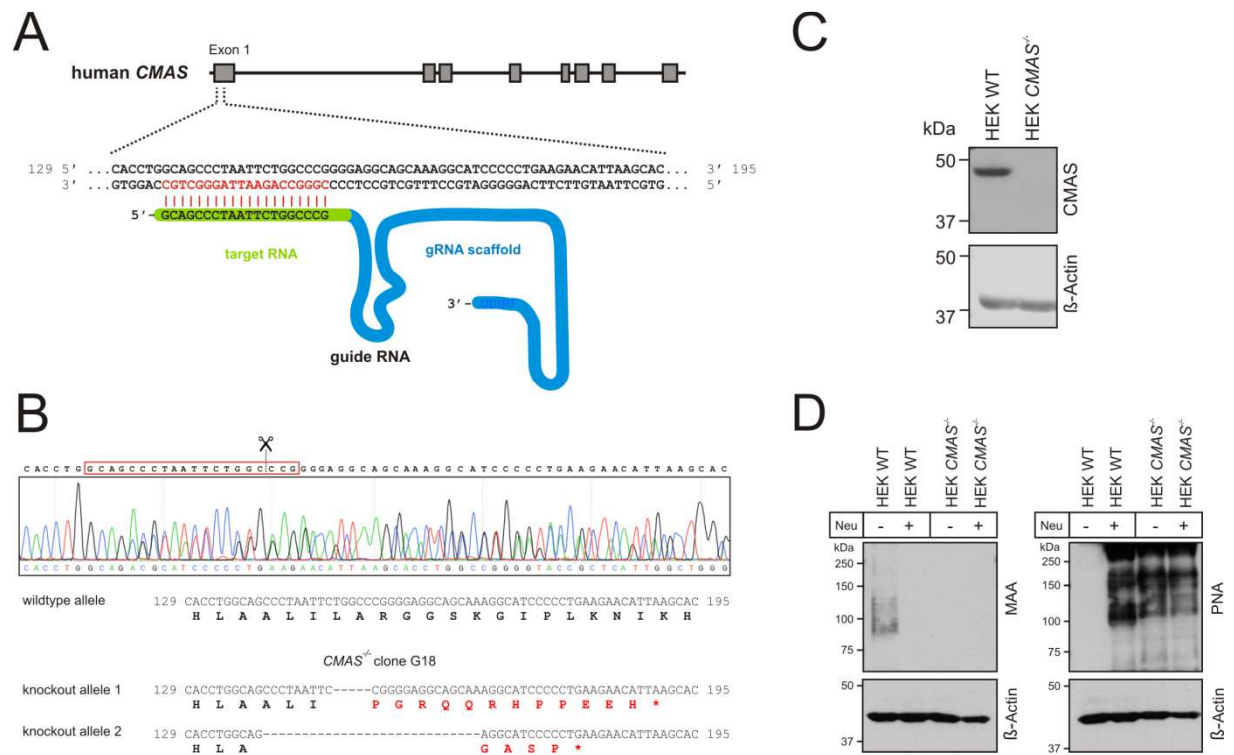 A
Exon 1
human CMAS
129 5′ ...CACCTGGCAGCCCTAATTCTGGCCCGGGGAGGCAGCAAAGGCATCCCCCTGAAGAACATTAAGCAC... 3′ 195
3′ ...GTGGACCGTCGGGATTAAGACCGGGCCCCTCCGTCGTTTCCGTAGGGGGACTTCTTGTAATTCGTG... 5′
5′-GCAGCCCTAATTCTGGCCCG
target RNA
gRNA scaffold
3′-UUUU
guide RNA
B
CACCTGGCAGCCCTAATTCTGGCCCGGGGAGGCAGCAAAGGCATCCCCCTGAAGAACATTAAGCAC
CACCTGGCAGACGCATCCCCCTGAAGAACATTAAGCACCTGGCCGGGGTACCGCTCATTGGCTGGG
wildtype allele 129 CACCTGGCAGCCCTAATTCTGGCCCGGGGAGGCAGCAAAGGCATCCCCCTGAAGAACATTAAGCAC 195
H L A A L I L A R G G S K G I P L K N I K H
CMAS-/- clone G18
knockout allele 1 129 CACCTGGCAGCCCTAATTC-----CGGGGAGGCAGCAAAGGCATCCCCCTGAAGAACATTAAGCAC 195
H L A A L I P G R Q Q R H P P E E H *
knockout allele 2 129 CACCTGGCAG----------------------------AGGCATCCCCCTGAAGAACATTAAGCAC 195
H L A G A S P *
C
kDa
HEK WT
HEK CMAS-/-
50
37
CMAS
50
37
ß-Actin
D
HEK WT
HEK WT
HEK CMAS-/-
HEK CMAS-/-
Neu - + - +
kDa
250
150
100
75
MAA
50
37
ß-Actin
HEK WT
HEK WT
HEK CMAS-/-
HEK CMAS-/-
Neu - + - +
kDa
250
150
100
75
PNA
50
37
ß-Actin